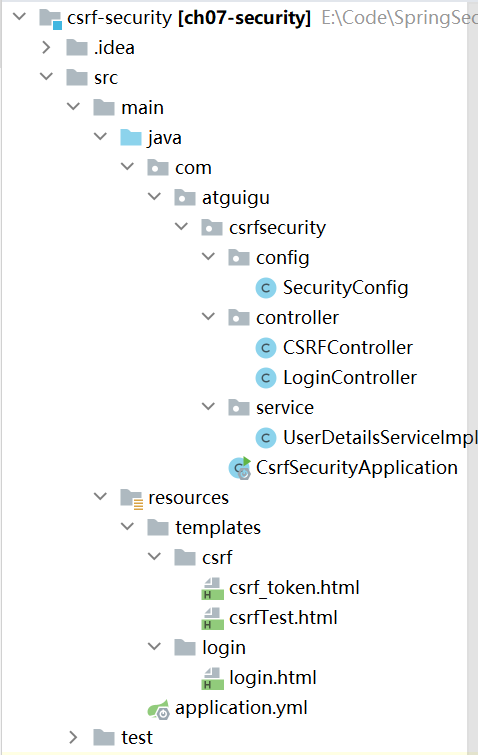 csrf-security [ch07-security] E:\Code\SpringSec
.idea
src
main
java
com
atguigu
csrfsecurity
config
SecurityConfig
controller
CSRFController
LoginController
service
UserDetailsServiceImpl
CsrfSecurityApplication
resources
templates
csrf
csrf_token.html
csrfTest.html
login
login.html
application.yml
test